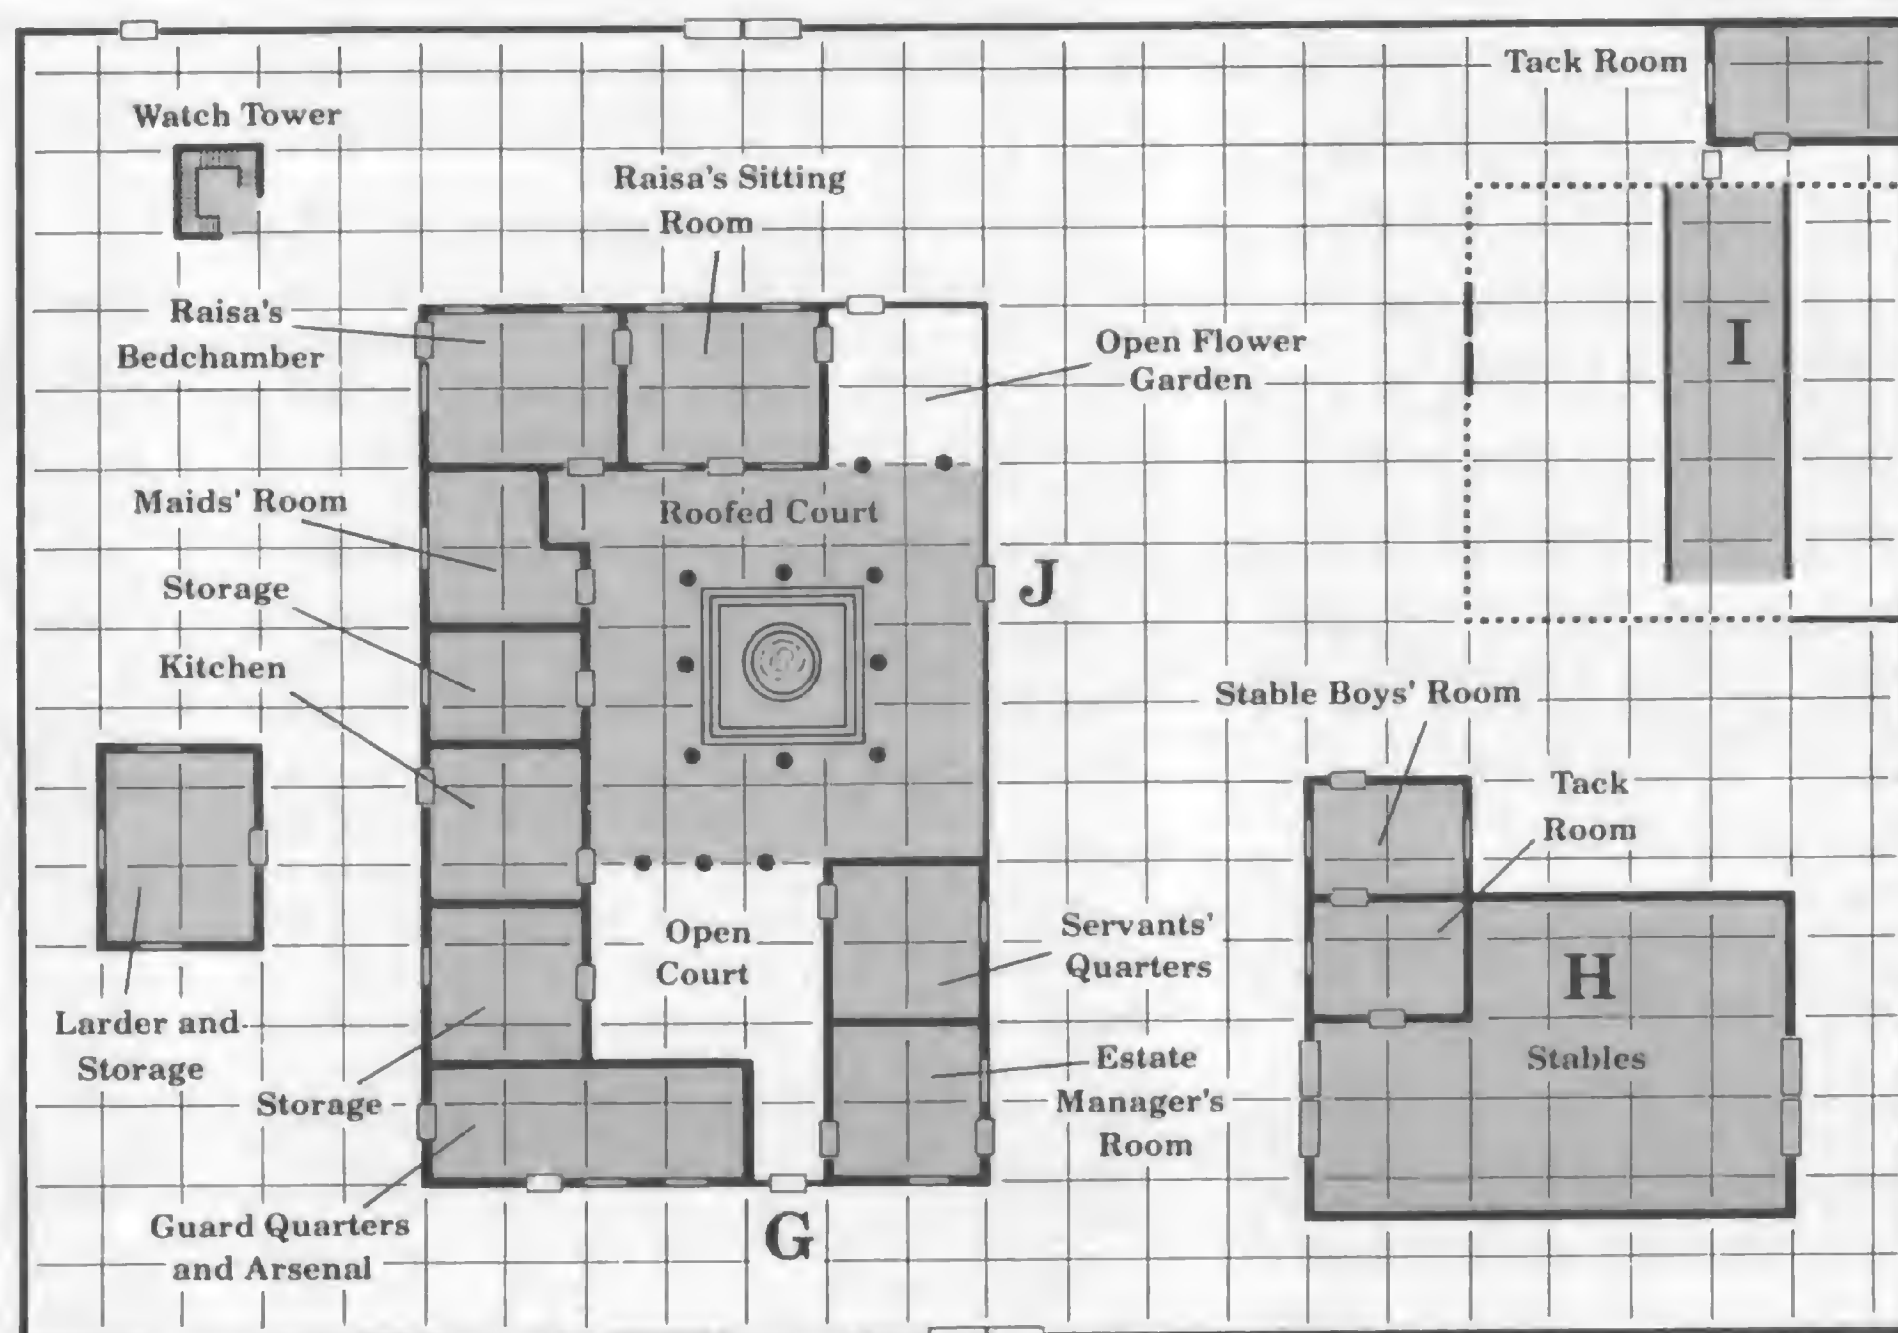 Tack Room
Watch Tower
Raisa's Sitting
Room
Raisa's
Bedchamber
Open Flower
Garden
I
Maids' Room
Roofed Court
Storage
J
Kitchen
Stable Boys' Room
Tack
Room
Open
Court
Servants'
Quarters
H
Larder and
Storage
Estate
Manager's
Room
Stables
Storage
Guard Quarters
and Arsenal
G